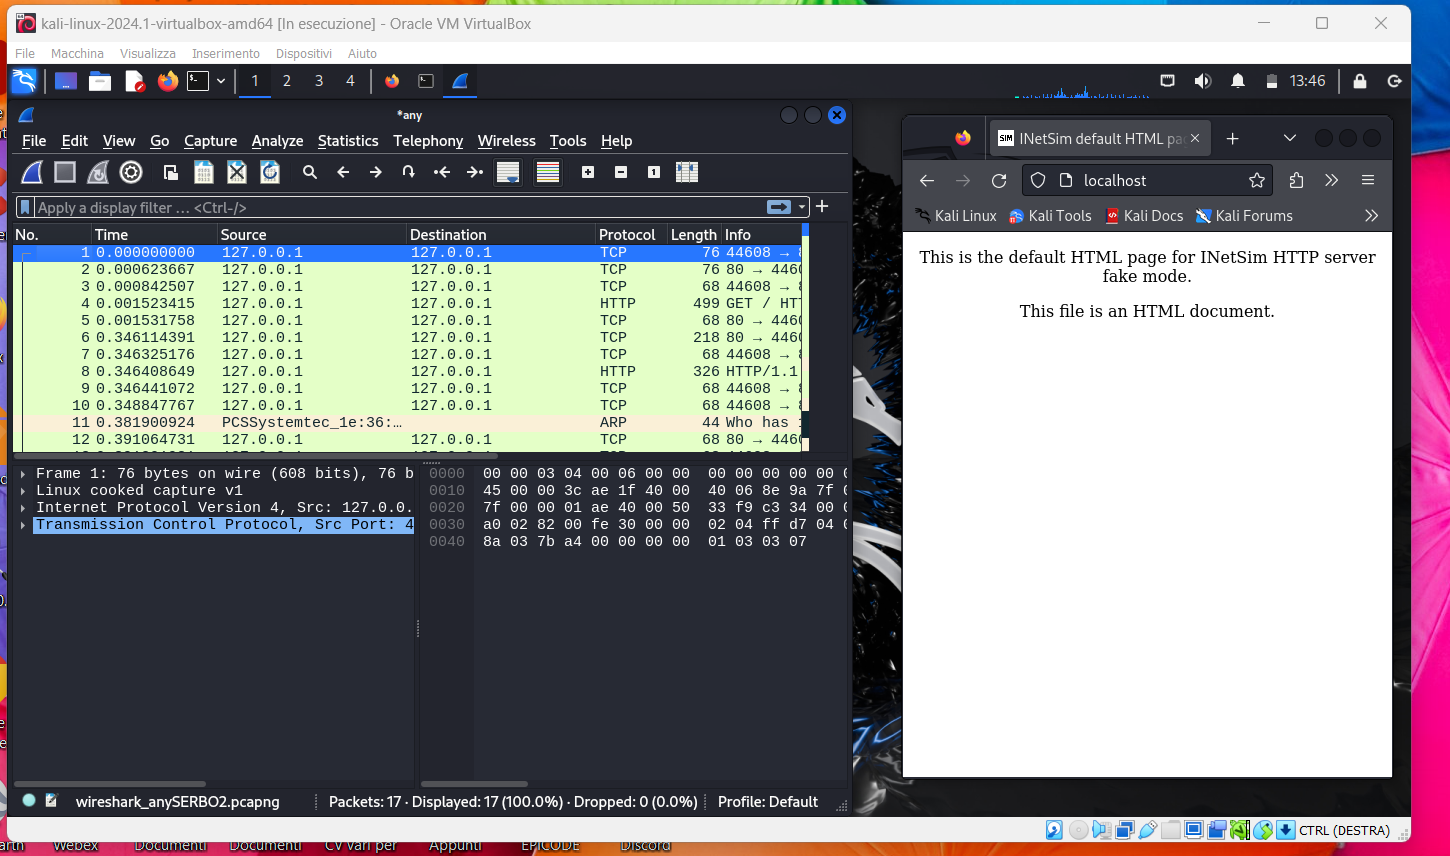 kali-linux-2024.1-virtualbox-amd64 [In esecuzione] - Oracle VM VirtualBox
File Macchina Visualizza Inserimento Dispositivi Aiuto
1 2 3 4 13:46
*any
File Edit View Go Capture Analyze Statistics Telephony Wireless Tools Help
Apply a display filter … <Ctrl-/>
No. Time Source Destination Protocol Length Info
1 0.000000000 127.0.0.1 127.0.0.1 TCP 76 44608 →
2 0.000623667 127.0.0.1 127.0.0.1 TCP 76 80 → 446
3 0.000842507 127.0.0.1 127.0.0.1 TCP 68 44608 →
4 0.001523415 127.0.0.1 127.0.0.1 HTTP 499 GET / HT
5 0.001531758 127.0.0.1 127.0.0.1 TCP 68 80 → 446
6 0.346114391 127.0.0.1 127.0.0.1 TCP 218 80 → 446
7 0.346325176 127.0.0.1 127.0.0.1 TCP 68 44608 →
8 0.346408649 127.0.0.1 127.0.0.1 HTTP 326 HTTP/1.1
9 0.346441072 127.0.0.1 127.0.0.1 TCP 68 44608 →
10 0.348847767 127.0.0.1 127.0.0.1 TCP 68 44608 →
11 0.381900924 PCSSystemtec_1e:36:… ARP 44 Who has
12 0.391064731 127.0.0.1 127.0.0.1 TCP 68 80 → 446
Frame 1: 76 bytes on wire (608 bits), 76 b
Linux cooked capture v1
Internet Protocol Version 4, Src: 127.0.0.
Transmission Control Protocol, Src Port: 4
0000 00 00 03 04 00 06 00 00 00 00 00 00 00 0
0010 45 00 00 3c ae 1f 40 00 40 06 8e 9a 7f 0
0020 7f 00 00 01 ae 40 00 50 33 f9 c3 34 00 0
0030 a0 02 82 00 fe 30 00 00 02 04 ff d7 04 0
0040 8a 03 7b a4 00 00 00 00 01 03 03 07
wireshark_anySERBO2.pcapng
Packets: 17 · Displayed: 17 (100.0%) · Dropped: 0 (0.0%)
Profile: Default
SIM INetSim default HTML pag
localhost
Kali Linux Kali Tools Kali Docs Kali Forums
This is the default HTML page for INetSim HTTP server
fake mode.
This file is an HTML document.
CTRL (DESTRA)
arth Webex Documenti Documenti CV vari per Appunti EPICODE Discord